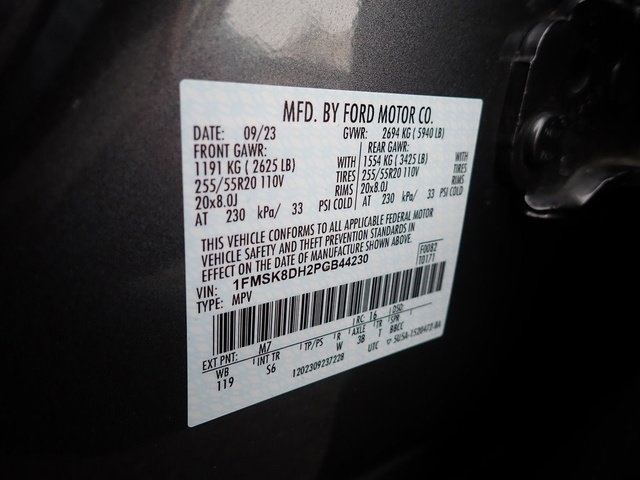 MFD. BY FORD MOTOR CO.
DATE: 09/23 GVWR: 2694 KG ( 5940 LB)
FRONT GAWR: REAR GAWR:
1191 KG ( 2625 LB) WITH 1554 KG ( 3425 LB) WITH
255/55R20 110V TIRES 255/55R20 110V TIRES
20x8.0J RIMS 20x8.0J RIMS
AT 230 kPa/ 33 PSI COLD AT 230 kPa/ 33 PSI COLD
THIS VEHICLE CONFORMS TO ALL APPLICABLE FEDERAL MOTOR
VEHICLE SAFETY AND THEFT PREVENTION STANDARDS IN
EFFECT ON THE DATE OF MANUFACTURE SHOWN ABOVE.
F0082
T0171
VIN: 1FMSK8DH2PGB44230
TYPE: MPV
EXT PNT: M7 RC: 16 DSO:
WB INT TR TP/PS R AXLE TR SPR
119 S6 W 3B T BBCC
1202309237228 UTC